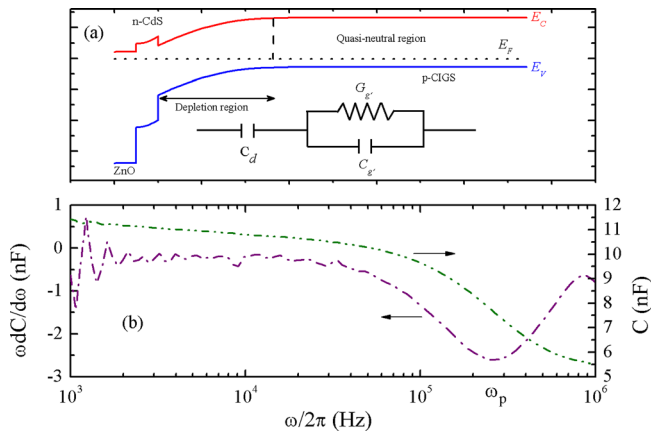 (a)
n-CdS
E_C
Quasi-neutral region
E_F
E_V
p-CIGS
Depletion region
G_g'
C_d
C_g'
ZnO
1
0
-1
-2
-3
ωdC/dω (nF)
(b)
12
11
10
9
8
7
6
5
C (nF)
10^3
10^4
10^5
ω_p
10^6
ω/2π (Hz)